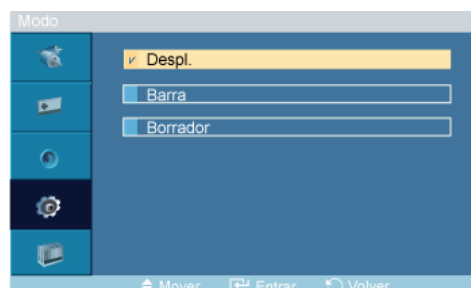 Modo
Despl.
Barra
Borrador
Mover Entrar Volver